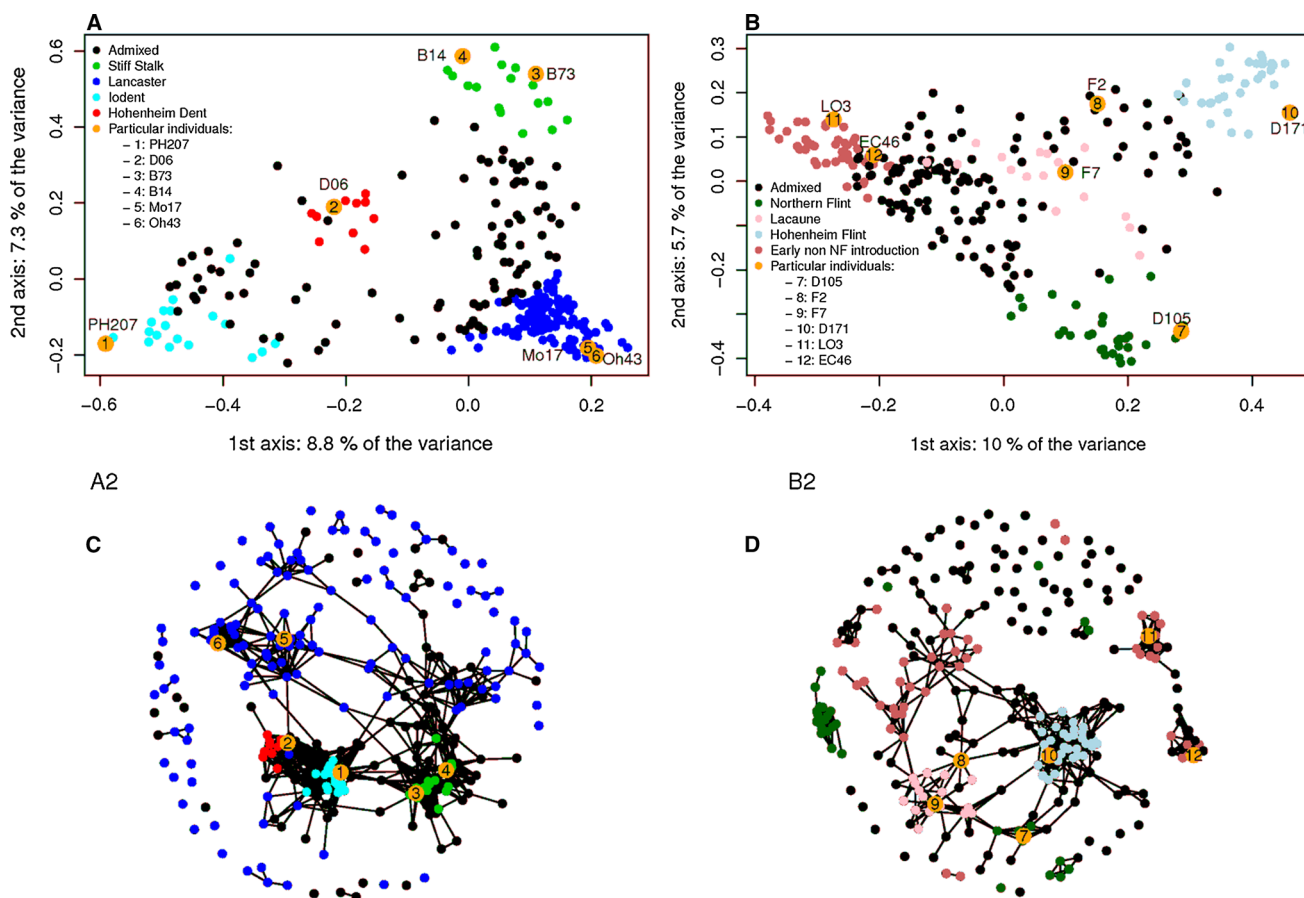 A
0.6
0.4
0.2
0.0
−0.2
2nd axis: 7.3 % of the variance
Admixed
Stiff Stalk
Lancaster
Iodent
Hohenheim Dent
Particular individuals:
− 1: PH207
− 2: D06
− 3: B73
− 4: B14
− 5: Mo17
− 6: Oh43
B14 4
3 B73
D06
2
PH207
1
Mo17 5
6 Oh43
−0.6 −0.4 −0.2 0.0 0.2
1st axis: 8.8 % of the variance
B
0.3
0.2
0.1
0.0
−0.2
−0.4
2nd axis: 5.7 % of the variance
F2
8
10
D171
LO3
11
EC46
12
9 F7
Admixed
Northern Flint
Lacaune
Hohenheim Flint
Early non NF introduction
Particular individuals:
− 7: D105
− 8: F2
− 9: F7
− 10: D171
− 11: LO3
− 12: EC46
D105
7
−0.4 −0.2 0.0 0.2 0.4
1st axis: 10 % of the variance
A2
C
6
5
2
1
4
3
B2
D
11
12
8
10
9
7